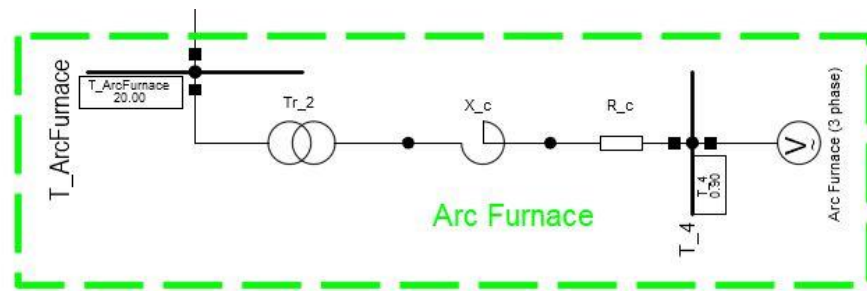 T_ArcFurnace
T_ArcFurnace
20.00
Tr_2
X_c
R_c
T_4
0.90
T_4
V
~
Arc Furnace (3 phase)
Arc Furnace